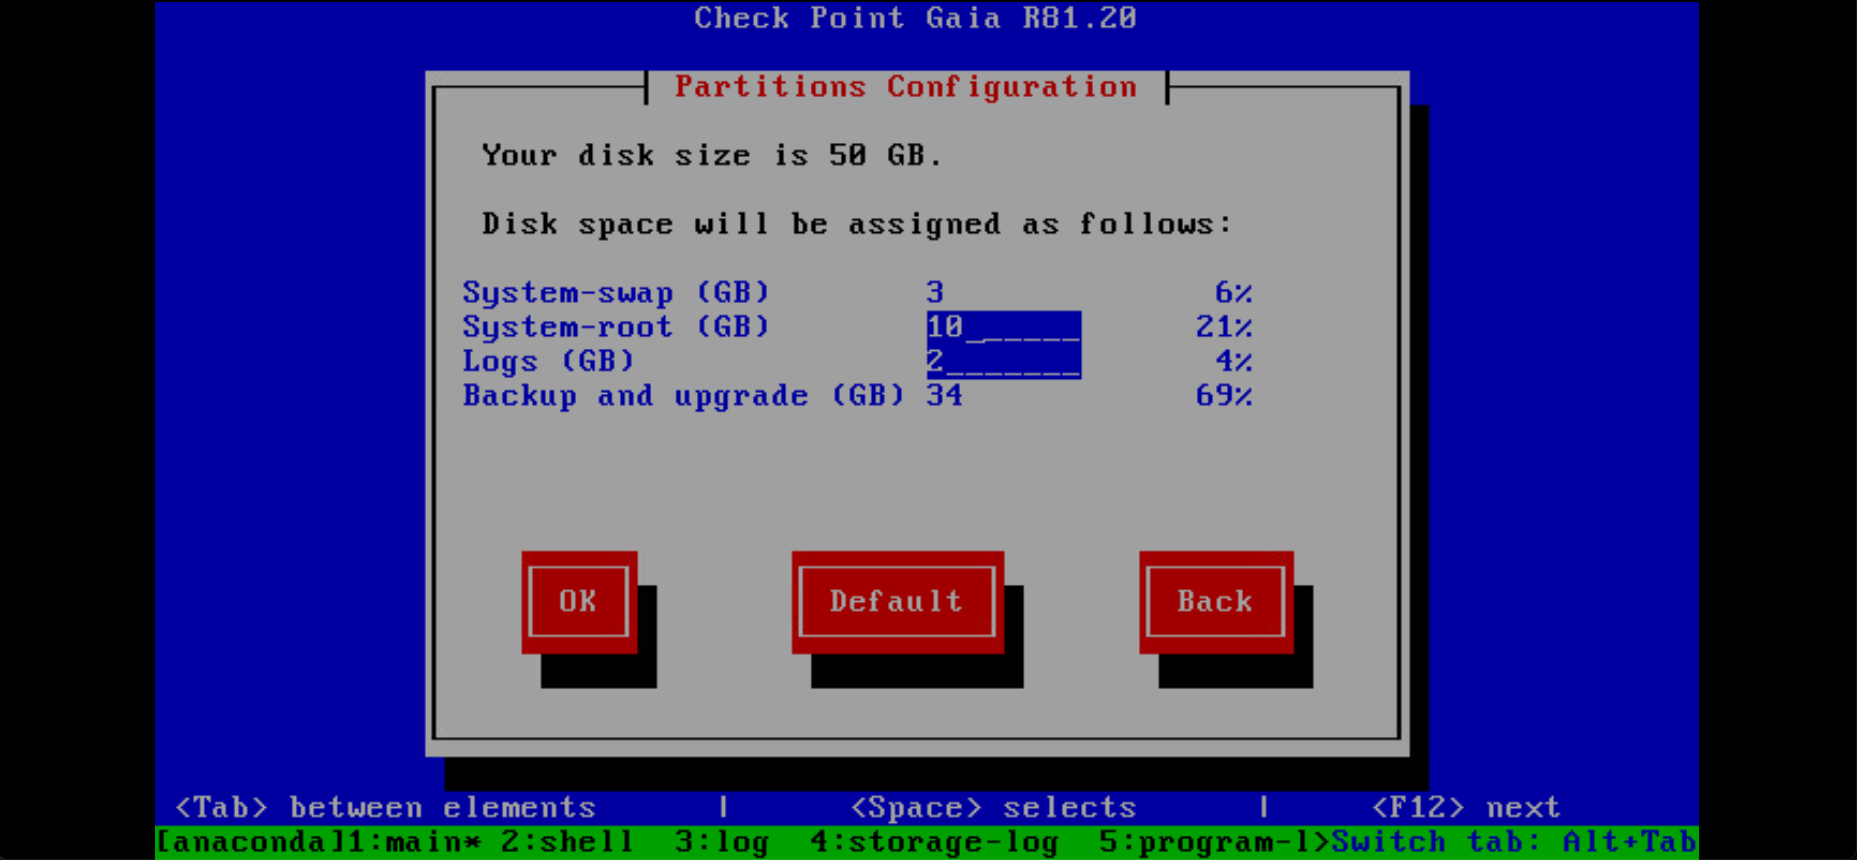 Check Point Gaia R81.20
Partitions Configuration
Your disk size is 50 GB.
Disk space will be assigned as follows:
System-swap (GB) 3 6%
System-root (GB) 10______ 21%
Logs (GB) 2_______ 4%
Backup and upgrade (GB) 34 69%
OK Default Back
<Tab> between elements | <Space> selects | <F12> next
[anaconda]1:main* 2:shell 3:log 4:storage-log 5:program-l>Switch tab: Alt+Tab